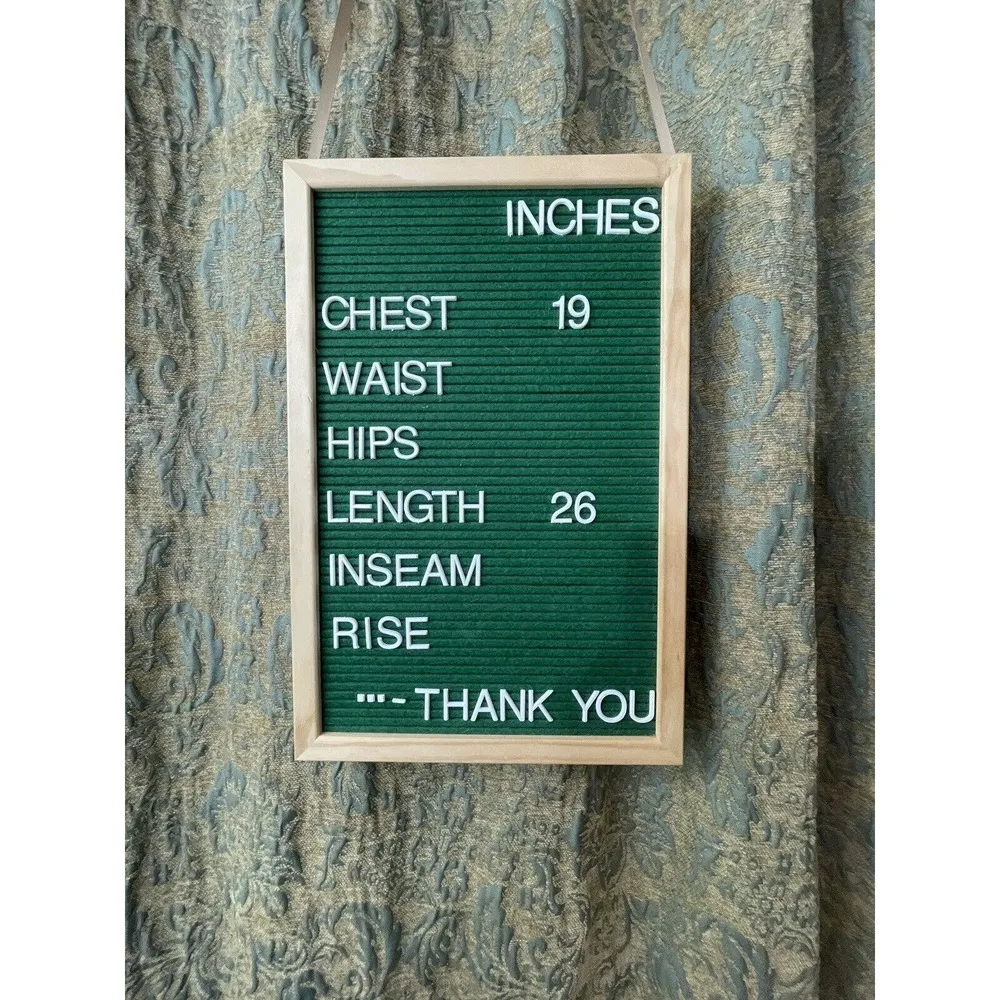 INCHES
CHEST 19
WAIST
HIPS
LENGTH 26
INSEAM
RISE
"'- THANK YOU